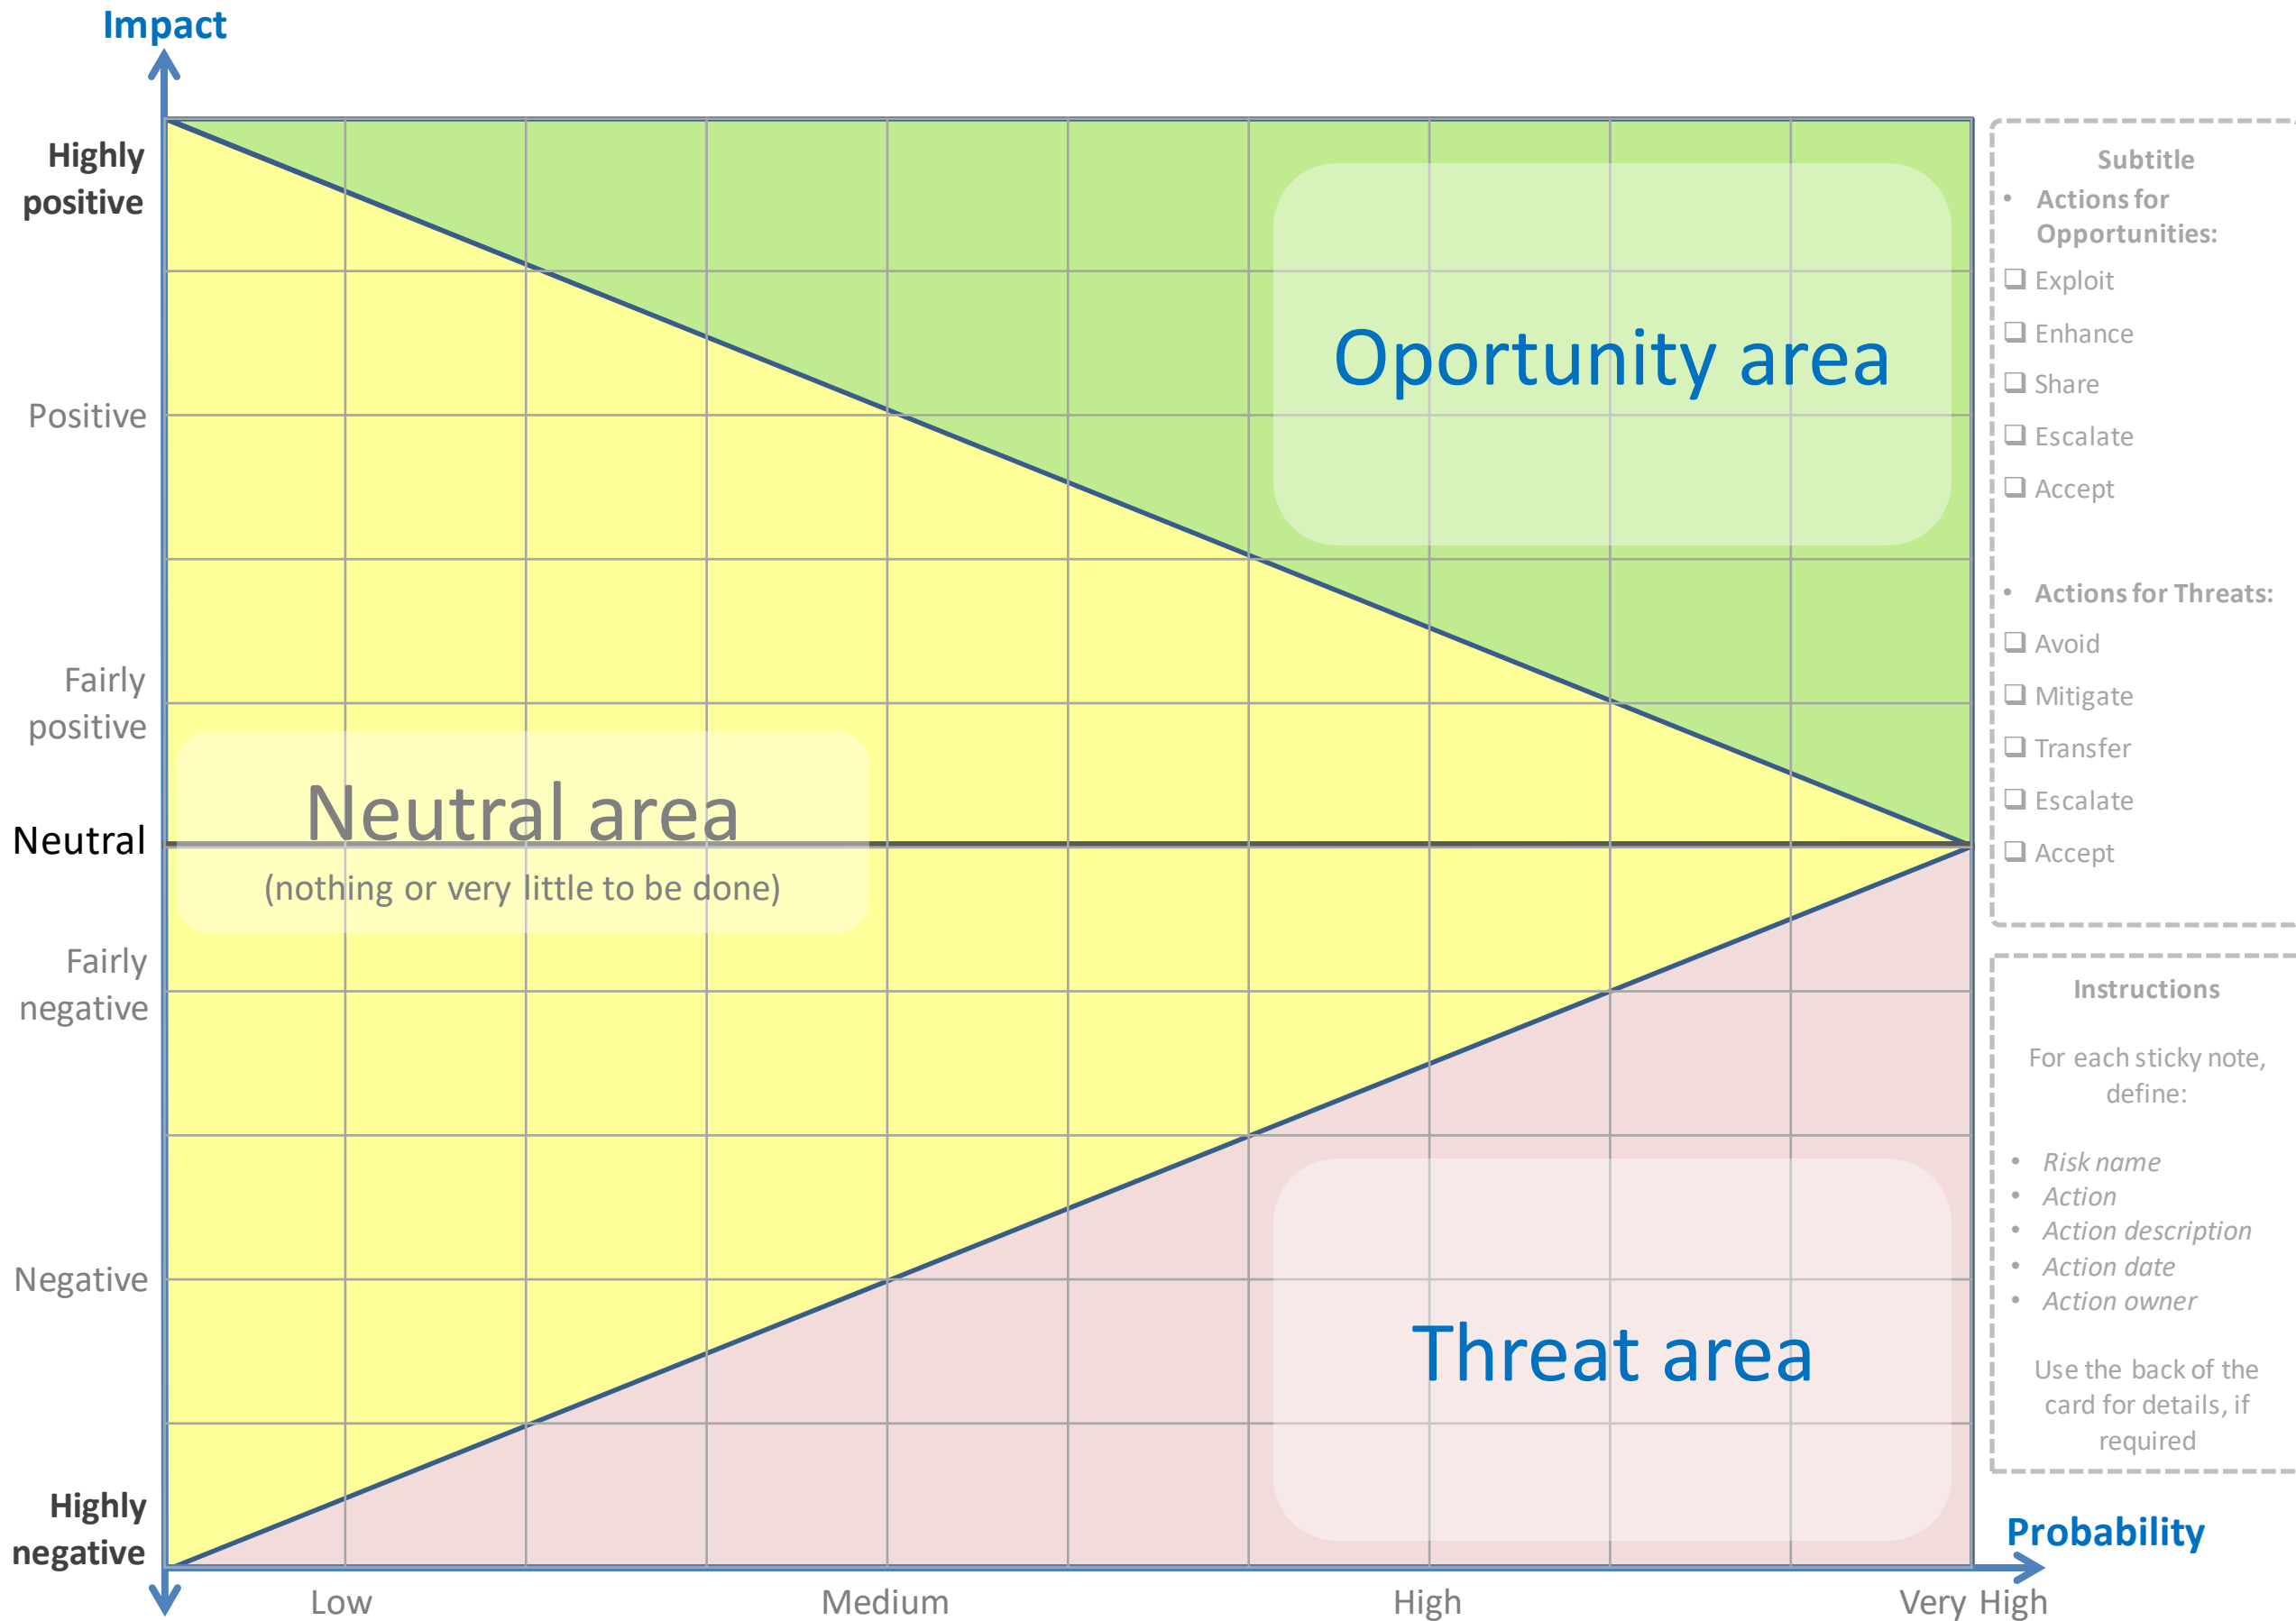 Impact
Highly
positive
Positive
Fairly
positive
Neutral
Fairly
negative
Negative
Highly
negative
Oportunity area
Neutral area
(nothing or very little to be done)
Threat area
Low
Medium
High
Very High
Probability
Subtitle
• Actions for
Opportunities:
❑ Exploit
❑ Enhance
❑ Share
❑ Escalate
❑ Accept
• Actions for Threats:
❑ Avoid
❑ Mitigate
❑ Transfer
❑ Escalate
❑ Accept
Instructions
For each sticky note,
define:
• Risk name
• Action
• Action description
• Action date
• Action owner
Use the back of the
card for details, if
required